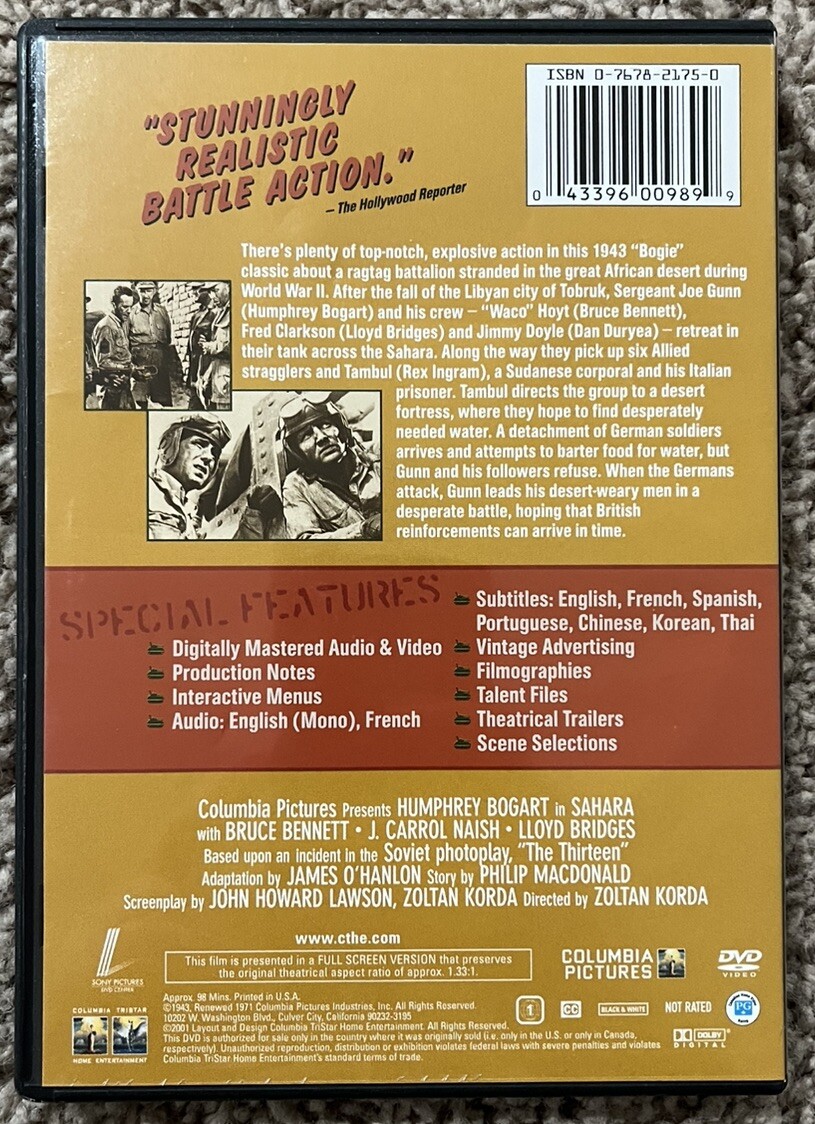 "STUNNINGLY
REALISTIC
BATTLE ACTION."
– The Hollywood Reporter
ISBN 0-7678-2175-0
0 43396 00989 9
There's plenty of top-notch, explosive action in this 1943 "Bogie"
classic about a ragtag battalion stranded in the great African desert during
World War II. After the fall of the Libyan city of Tobruk, Sergeant Joe Gunn
(Humphrey Bogart) and his crew – "Waco" Hoyt (Bruce Bennett),
Fred Clarkson (Lloyd Bridges) and Jimmy Doyle (Dan Duryea) – retreat in
their tank across the Sahara. Along the way they pick up six Allied
stragglers and Tambul (Rex Ingram), a Sudanese corporal and his Italian
prisoner. Tambul directs the group to a desert
fortress, where they hope to find desperately
needed water. A detachment of German soldiers
arrives and attempts to barter food for water, but
Gunn and his followers refuse. When the Germans
attack, Gunn leads his desert-weary men in a
desperate battle, hoping that British
reinforcements can arrive in time.
SPECIAL FEATURES
Digitally Mastered Audio & Video
Production Notes
Interactive Menus
Audio: English (Mono), French
Subtitles: English, French, Spanish,
Portuguese, Chinese, Korean, Thai
Vintage Advertising
Filmographies
Talent Files
Theatrical Trailers
Scene Selections
Columbia Pictures Presents HUMPHREY BOGART in SAHARA
with BRUCE BENNETT • J. CARROL NAISH • LLOYD BRIDGES
Based upon an incident in the Soviet photoplay, "The Thirteen"
Adaptation by JAMES O'HANLON Story by PHILIP MACDONALD
Screenplay by JOHN HOWARD LAWSON, ZOLTAN KORDA Directed by ZOLTAN KORDA
www.cthe.com
SONY PICTURES
DVD CENTER
This film is presented in a FULL SCREEN VERSION that preserves
the original theatrical aspect ratio of approx. 1.33:1.
COLUMBIA
PICTURES
DVD
VIDEO
COLUMBIA TRISTAR
HOME ENTERTAINMENT
Approx. 98 Mins. Printed in U.S.A.
©1943, Renewed 1971 Columbia Pictures Industries, Inc. All Rights Reserved.
10202 W. Washington Blvd., Culver City, California 90232-3195
©2001 Layout and Design Columbia TriStar Home Entertainment. All Rights Reserved.
This DVD is authorized for sale only in the country where it was originally sold (i.e. only in the U.S. or only in Canada,
respectively). Unauthorized reproduction, distribution or exhibition violates federal laws with severe penalties and violates
Columbia TriStar Home Entertainment's standard terms of trade.
1
CC
BLACK & WHITE
NOT RATED
PG
DOLBY
DIGITAL